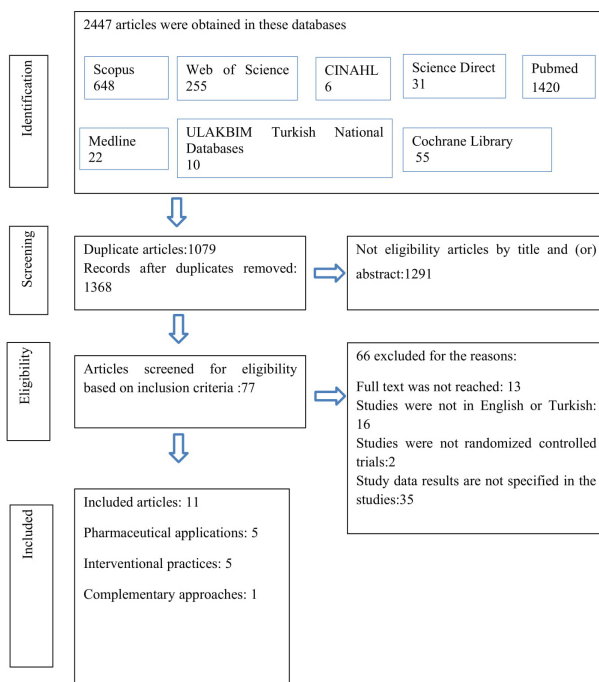 2447 articles were obtained in these databases
Scopus
648
Web of Science
255
CINAHL
6
Science Direct
31
Pubmed
1420
Medline
22
ULAKBIM Turkish National
Databases
10
Cochrane Library
55
Identification
Screening
Duplicate articles:1079
Records after duplicates removed:
1368
Not eligibility articles by title and (or)
abstract:1291
Eligibility
Articles screened for eligibility
based on inclusion criteria :77
66 excluded for the reasons:
Full text was not reached: 13
Studies were not in English or Turkish:
16
Studies were not randomized controlled
trials:2
Study data results are not specified in the
studies:35
Included
Included articles: 11
Pharmaceutical applications: 5
Interventional practices: 5
Complementary approaches: 1